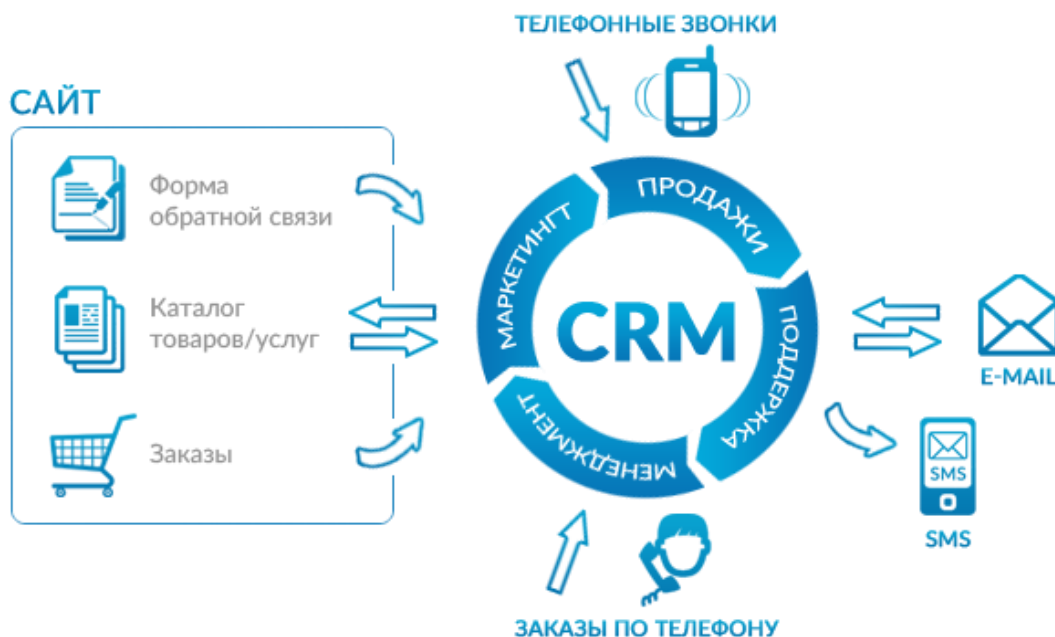 ТЕЛЕФОННЫЕ ЗВОНКИ
САЙТ
Форма
обратной связи
Каталог
товаров/услуг
Заказы
CRM
ПРОДАЖИ
ПОДДЕРЖКА
МЕНЕДЖМЕНТ
МАРКЕТИНГТ
E-MAIL
SMS
SMS
ЗАКАЗЫ ПО ТЕЛЕФОНУ